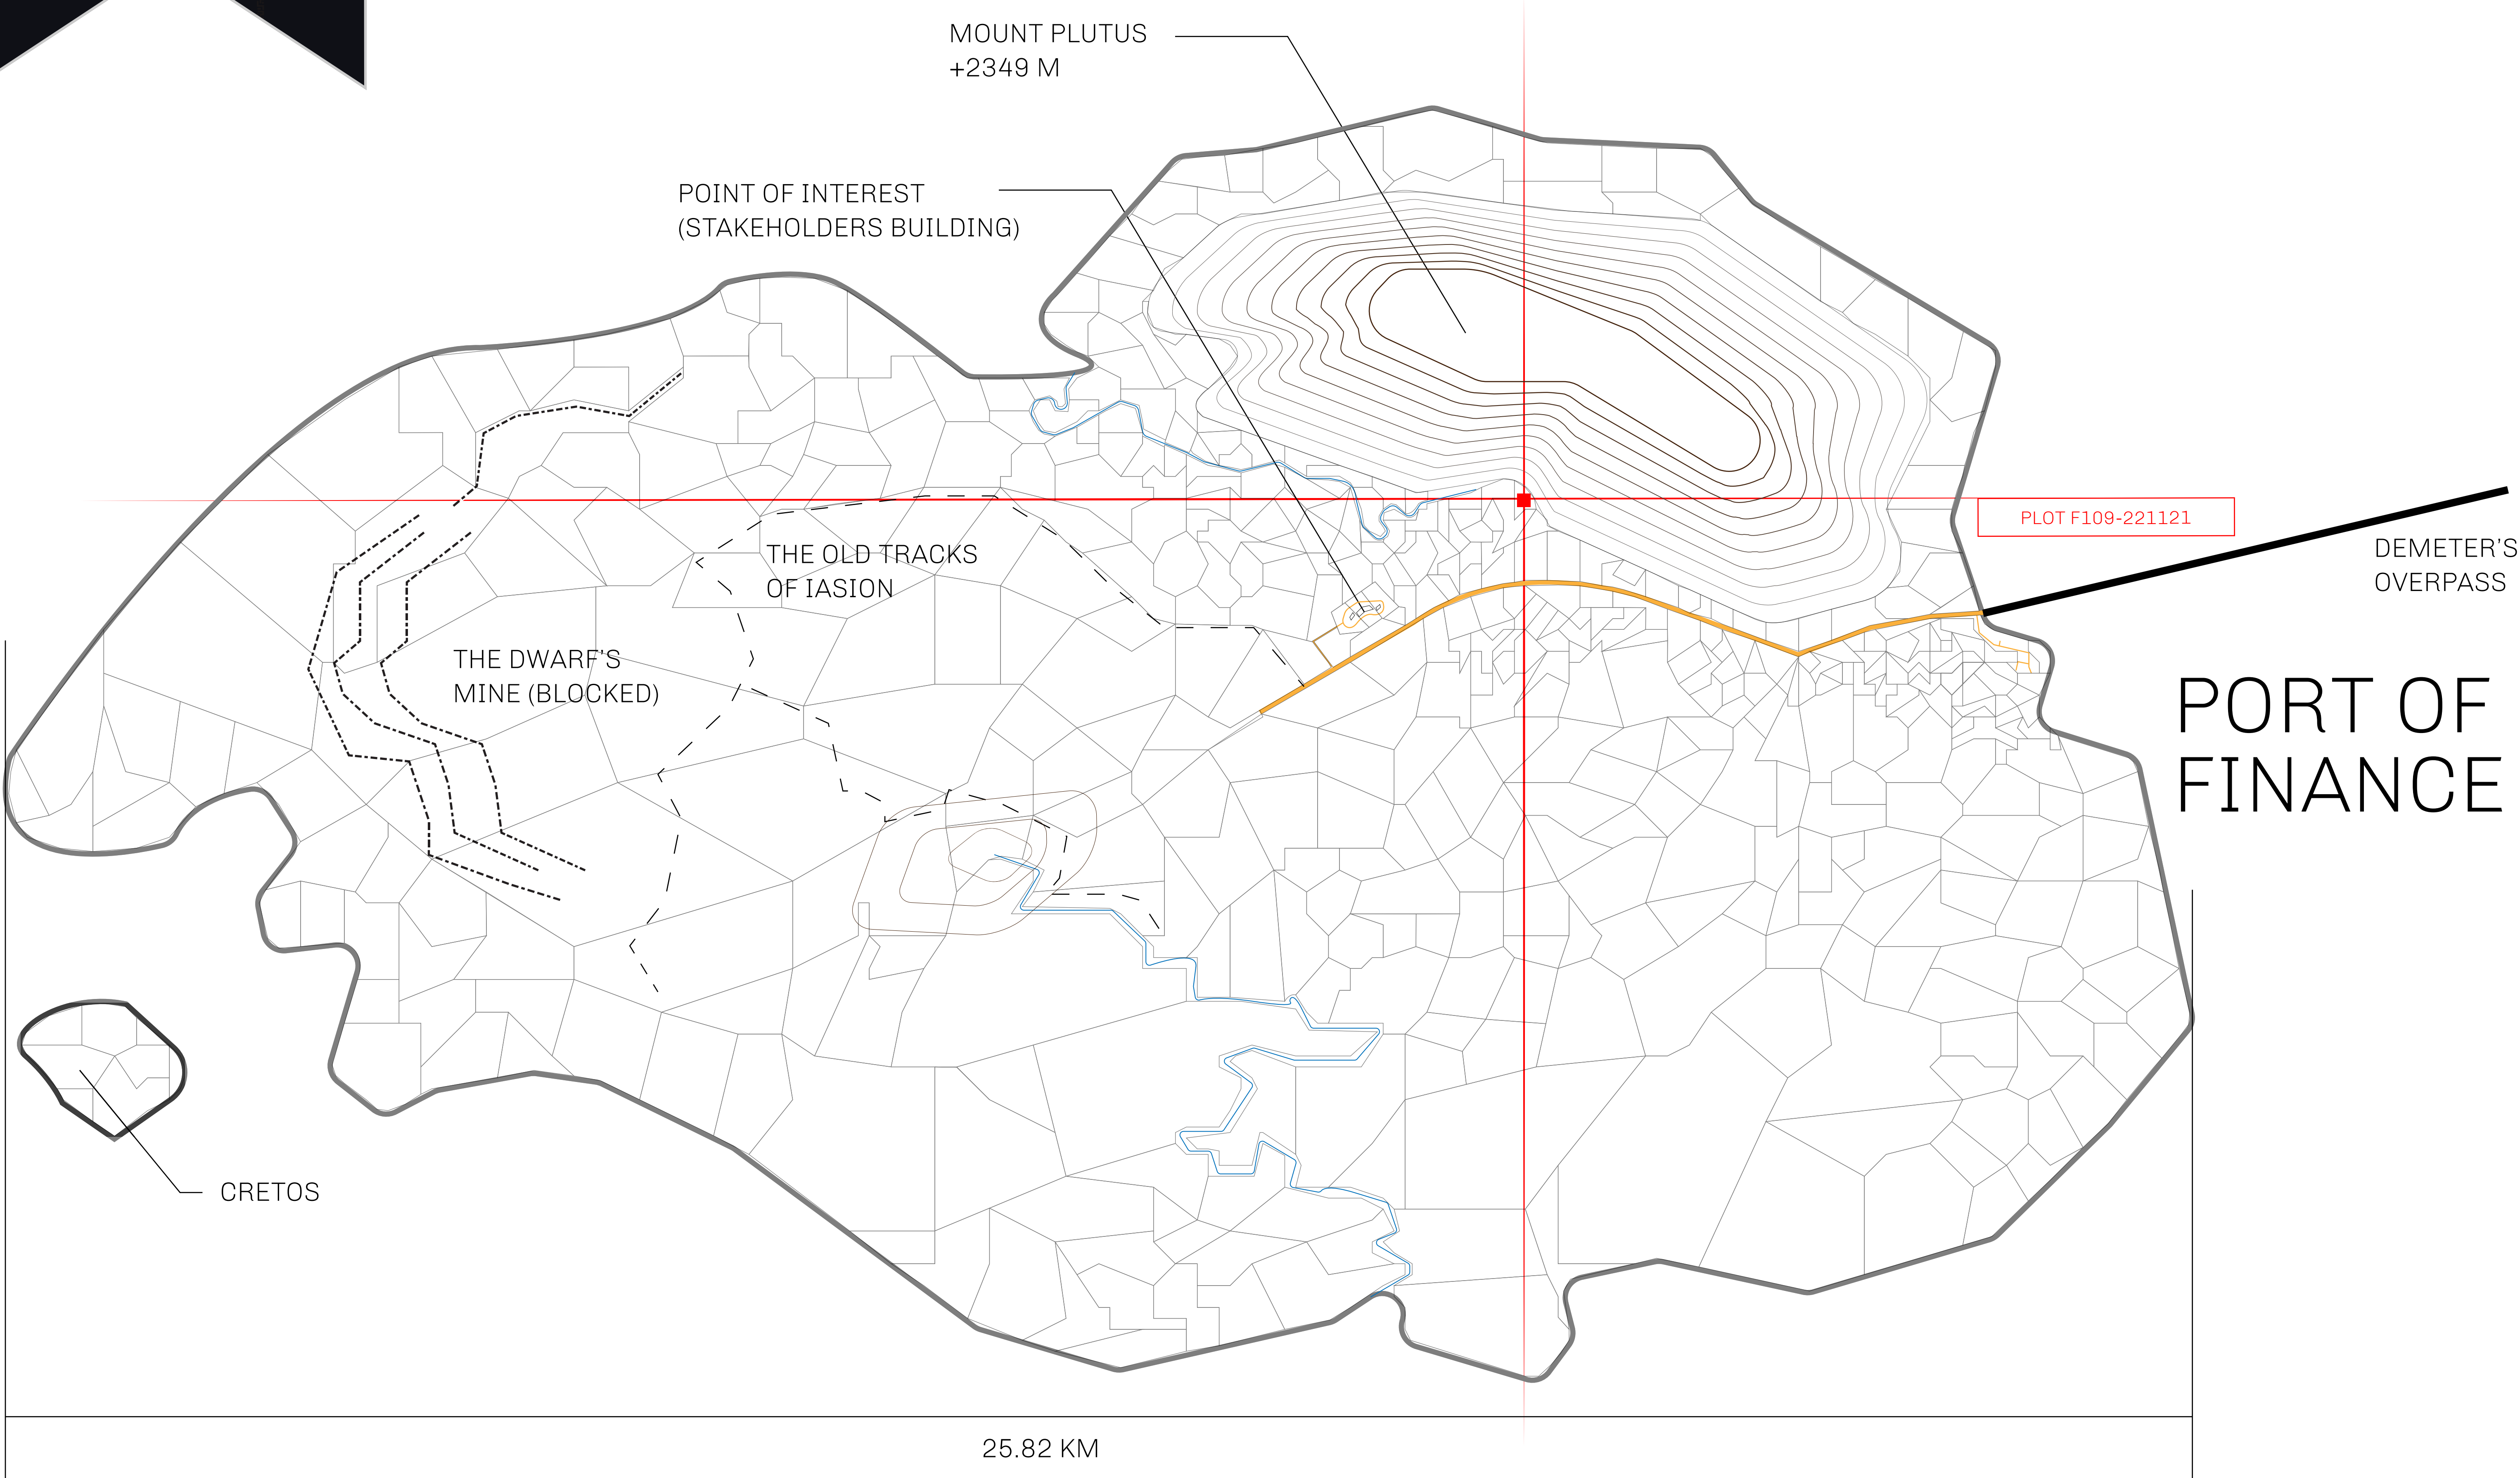 MOUNT PLUTUS
+2349 M
POINT OF INTEREST
(STAKEHOLDERS BUILDING)
PLOT F109-221121
DEMETER'S
OVERPASS
THE OLD TRACKS
OF IASION
THE DWARF'S
MINE (BLOCKED)
PORT OF
FINANCE
CRETOS
25.82 KM